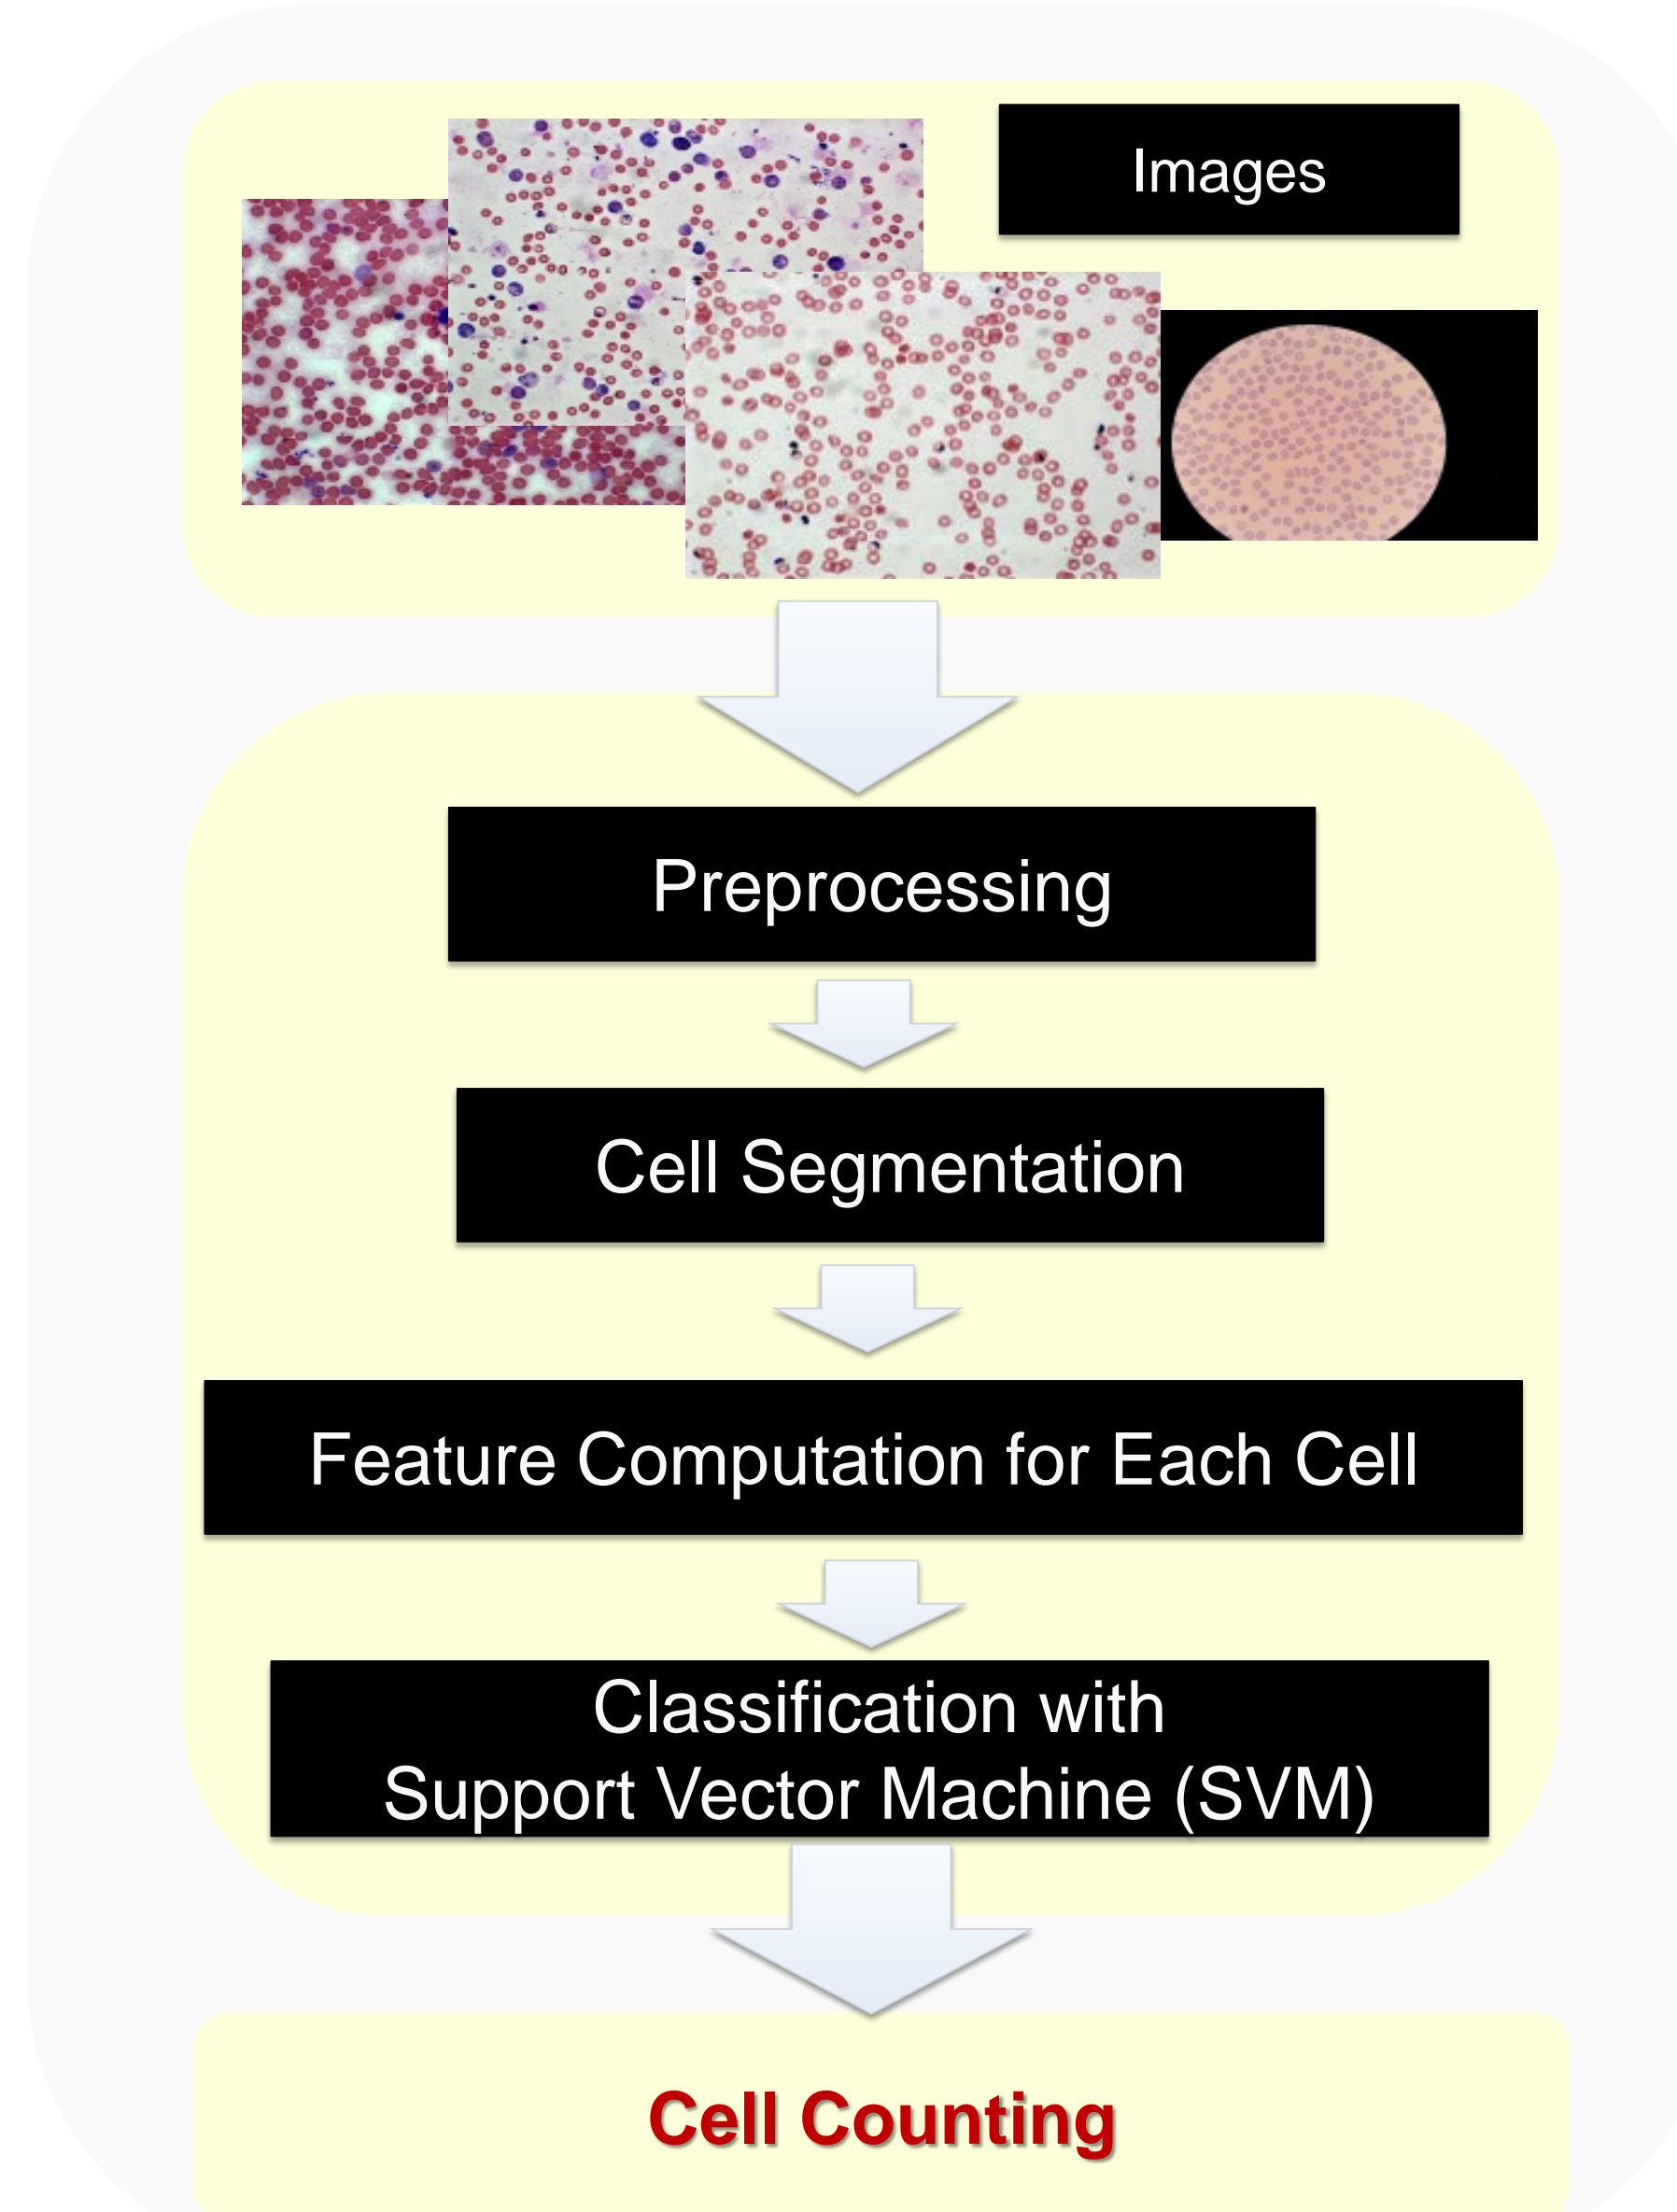 Images
Preprocessing
Cell Segmentation
Feature Computation for Each Cell
Classification with
Support Vector Machine (SVM)
Cell Counting